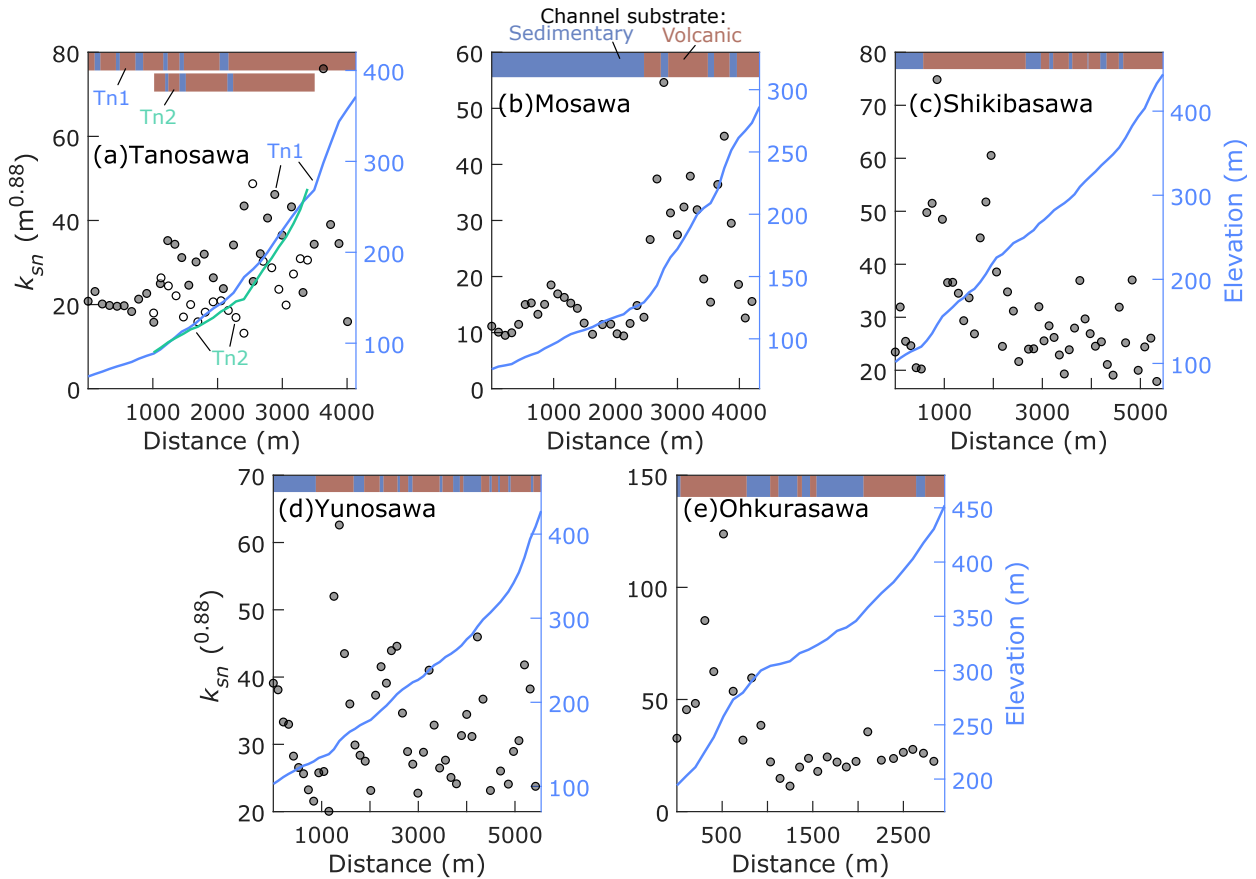 Channel substrate:
Sedimentary Volcanic
80 60 40 20 0
400 300 200 100
Tn1
Tn2
(a)Tanosawa
Tn1
Tn2
k_sn (m^0.88)
1000 2000 3000 4000
Distance (m)
60 50 40 30 20 10 0
300 250 200 150 100
(b)Mosawa
0 1000 2000 3000 4000
Distance (m)
80 70 60 50 40 30 20
400 300 200 100
(c)Shikibasawa
Elevation (m)
1000 3000 5000
Distance (m)
70 60 50 40 30 20
400 300 200 100
(d)Yunosawa
k_sn (^0.88)
1000 3000 5000
Distance (m)
150 100 50 0
450 400 350 300 250 200
(e)Ohkurasawa
Elevation (m)
500 1500 2500
Distance (m)